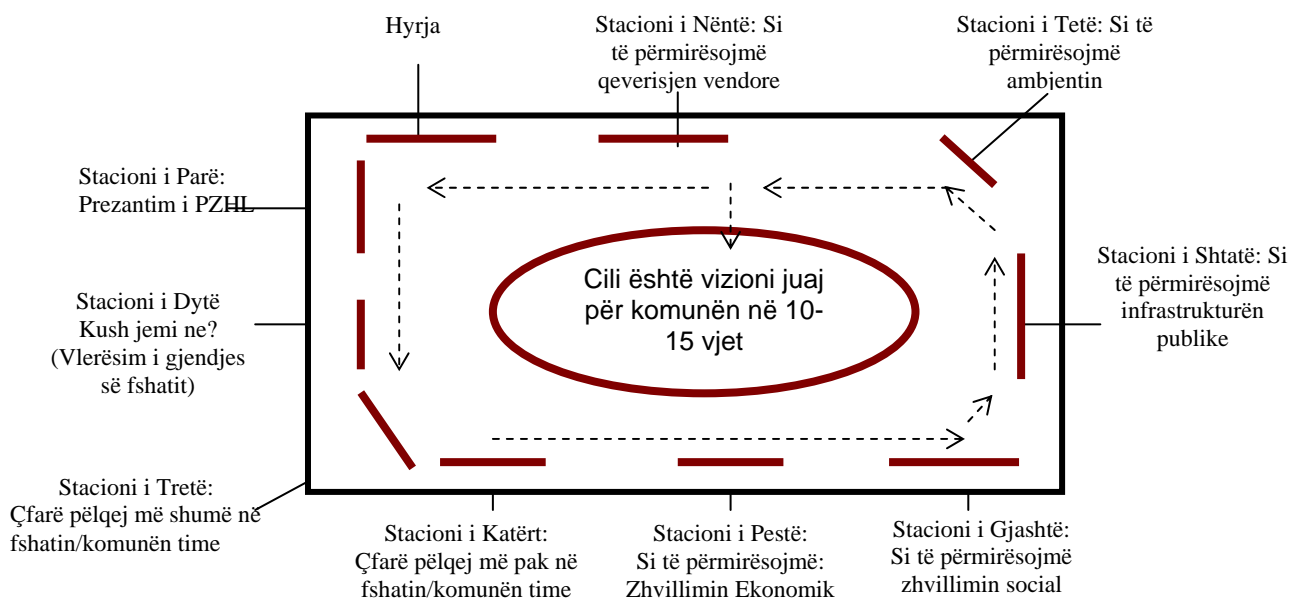 Hyrja
Stacioni i Nëntë: Si
të përmirësojmë
qeverisjen vendore
Stacioni i Tetë: Si të
përmirësojmë
ambjentin
Stacioni i Parë:
Prezantim i PZHL
Stacioni i Dytë
Kush jemi ne?
(Vlerësim i gjendjes
së fshatit)
Cili është vizioni juaj
për komunën në 10-
15 vjet
Stacioni i Shtatë: Si
të përmirësojmë
infrastrukturën
publike
Stacioni i Tretë:
Çfarë pëlqej më shumë në
fshatin/komunën time
Stacioni i Katërt:
Çfarë pëlqej më pak në
fshatin/komunën time
Stacioni i Pestë:
Si të përmirësojmë:
Zhvillimin Ekonomik
Stacioni i Gjashtë:
Si të përmirësojmë
zhvillimin social